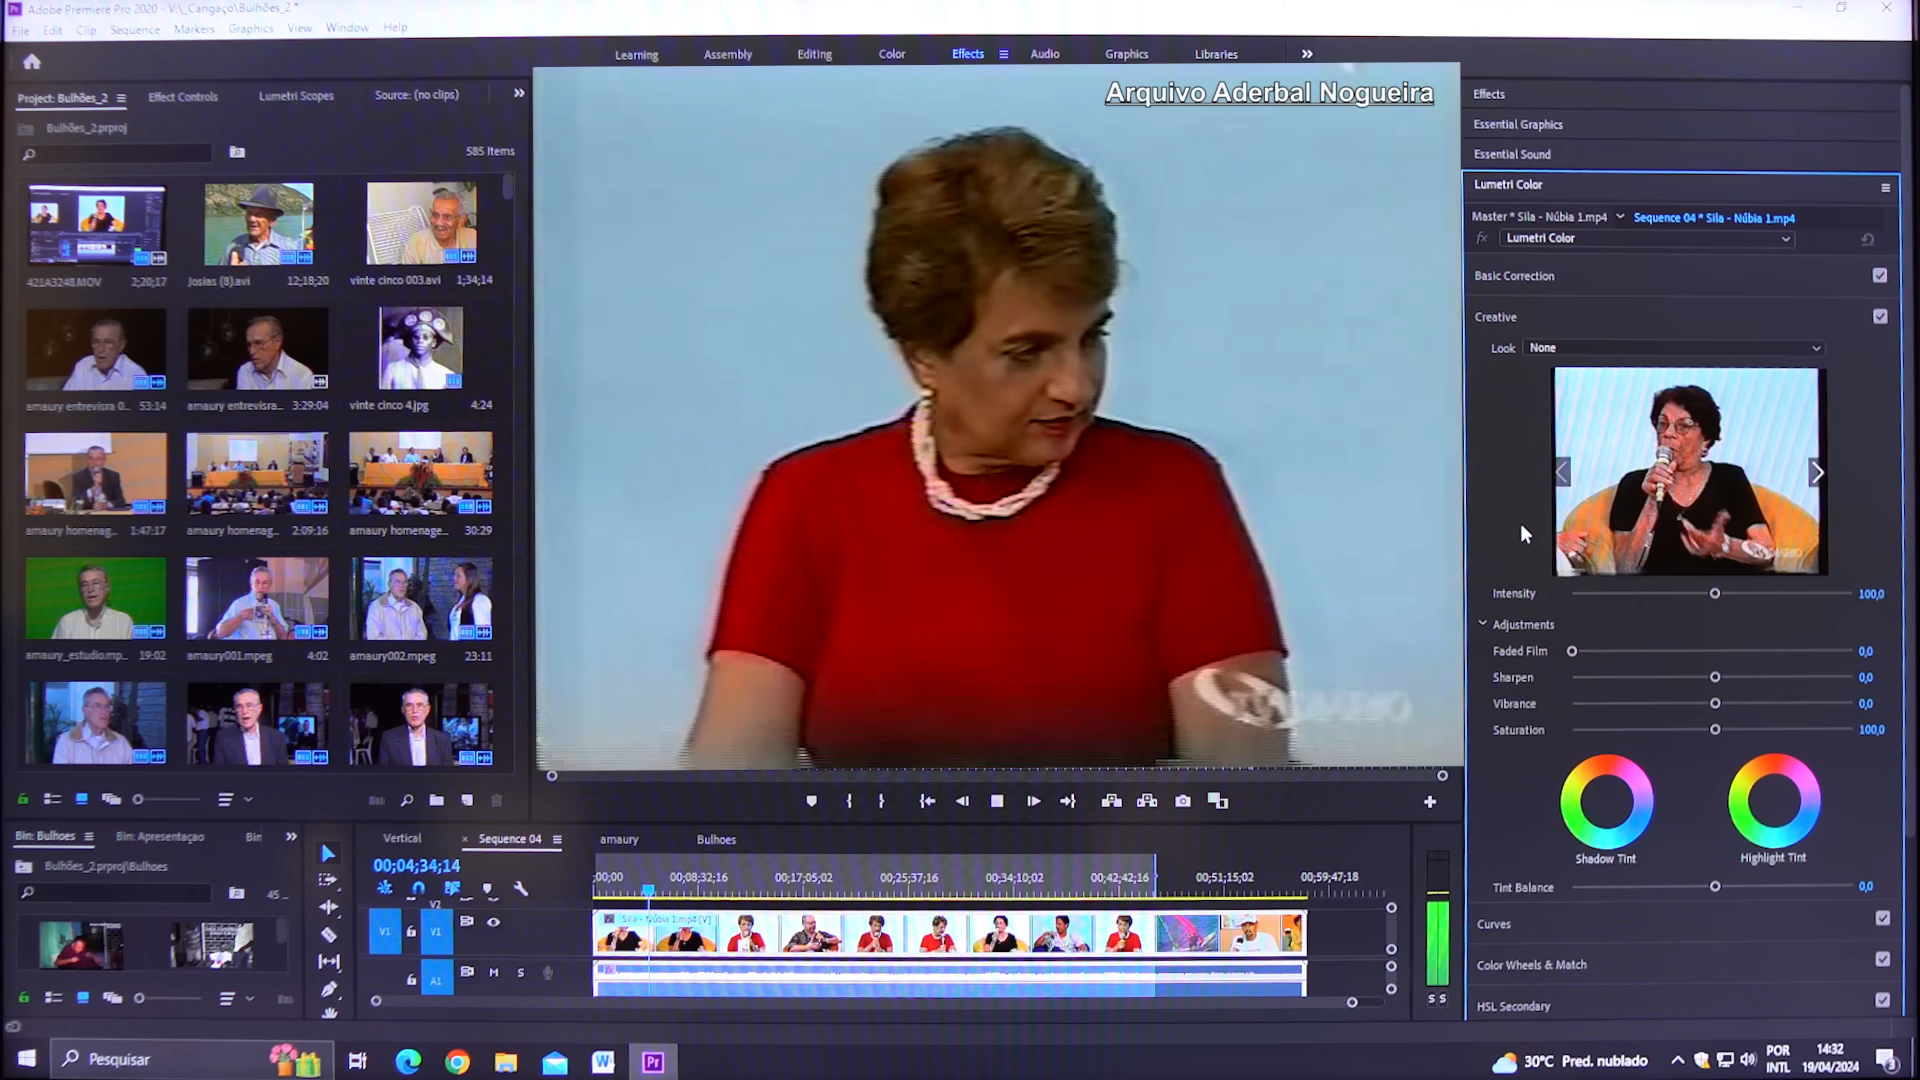 Adobe Premiere Pro 2020 - V:\_Cangaço\Bulhões_2 *
File Edit Clip Sequence Markers Graphics View Window Help
Learning Assembly Editing Color Effects Audio Graphics Libraries
Project: Bulhões_2 Effect Controls Lumetri Scopes Source: (no clips)
Bulhões_2.prproj
585 Items
421A3248.MOV 2;20;17
Josias (8).avi 12;18;20
vinte cinco 003.avi 1;34;14
amaury entrevisra 0... 53:14
amaury entrevisra... 3:29:04
vinte cinco 4.jpg 4:24
amaury homenag... 1:47:17
amaury homenag... 2:09:16
amaury homenage... 30:29
amaury_estudio.mp... 19:02
amaury001.mpeg 4:02
amaury002.mpeg 23:11
Arquivo Aderbal Nogueira
Effects
Essential Graphics
Essential Sound
Lumetri Color
Master * Sila - Núbia 1.mp4 Sequence 04 * Sila - Núbia 1.mp4
fx Lumetri Color
Basic Correction
Creative
Look None
Intensity 100,0
Adjustments
Faded Film 0,0
Sharpen 0,0
Vibrance 0,0
Saturation 100,0
Shadow Tint Highlight Tint
Tint Balance 0,0
Curves
Color Wheels & Match
HSL Secondary
Bin: Bulhoes Bin: Apresentaçao Bin
Bulhões_2.prproj\Bulhoes
45 ...
Vertical Sequence 04 amaury Bulhoes
00;04;34;14
;00;00 00;08;32;16 00;17;05;02 00;25;37;16 00;34;10;02 00;42;42;16 00;51;15;02 00;59;47;18
V2
V1 V1 Sila - Núbia 1.mp4 [V]
A1 M S
S S
Pesquisar
30°C Pred. nublado
POR
INTL
14:32
19/04/2024
3